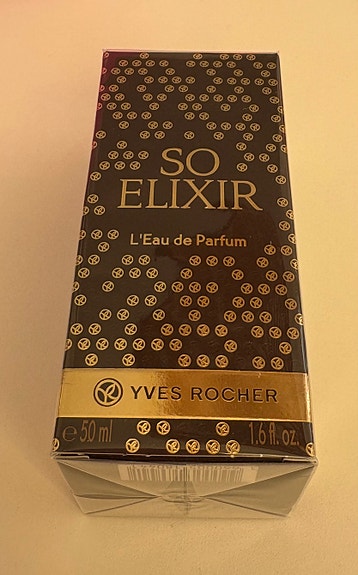 SO
ELIXIR
L'Eau de Parfum
YVES ROCHER
℮ 50 ml 1.6 fl. oz.